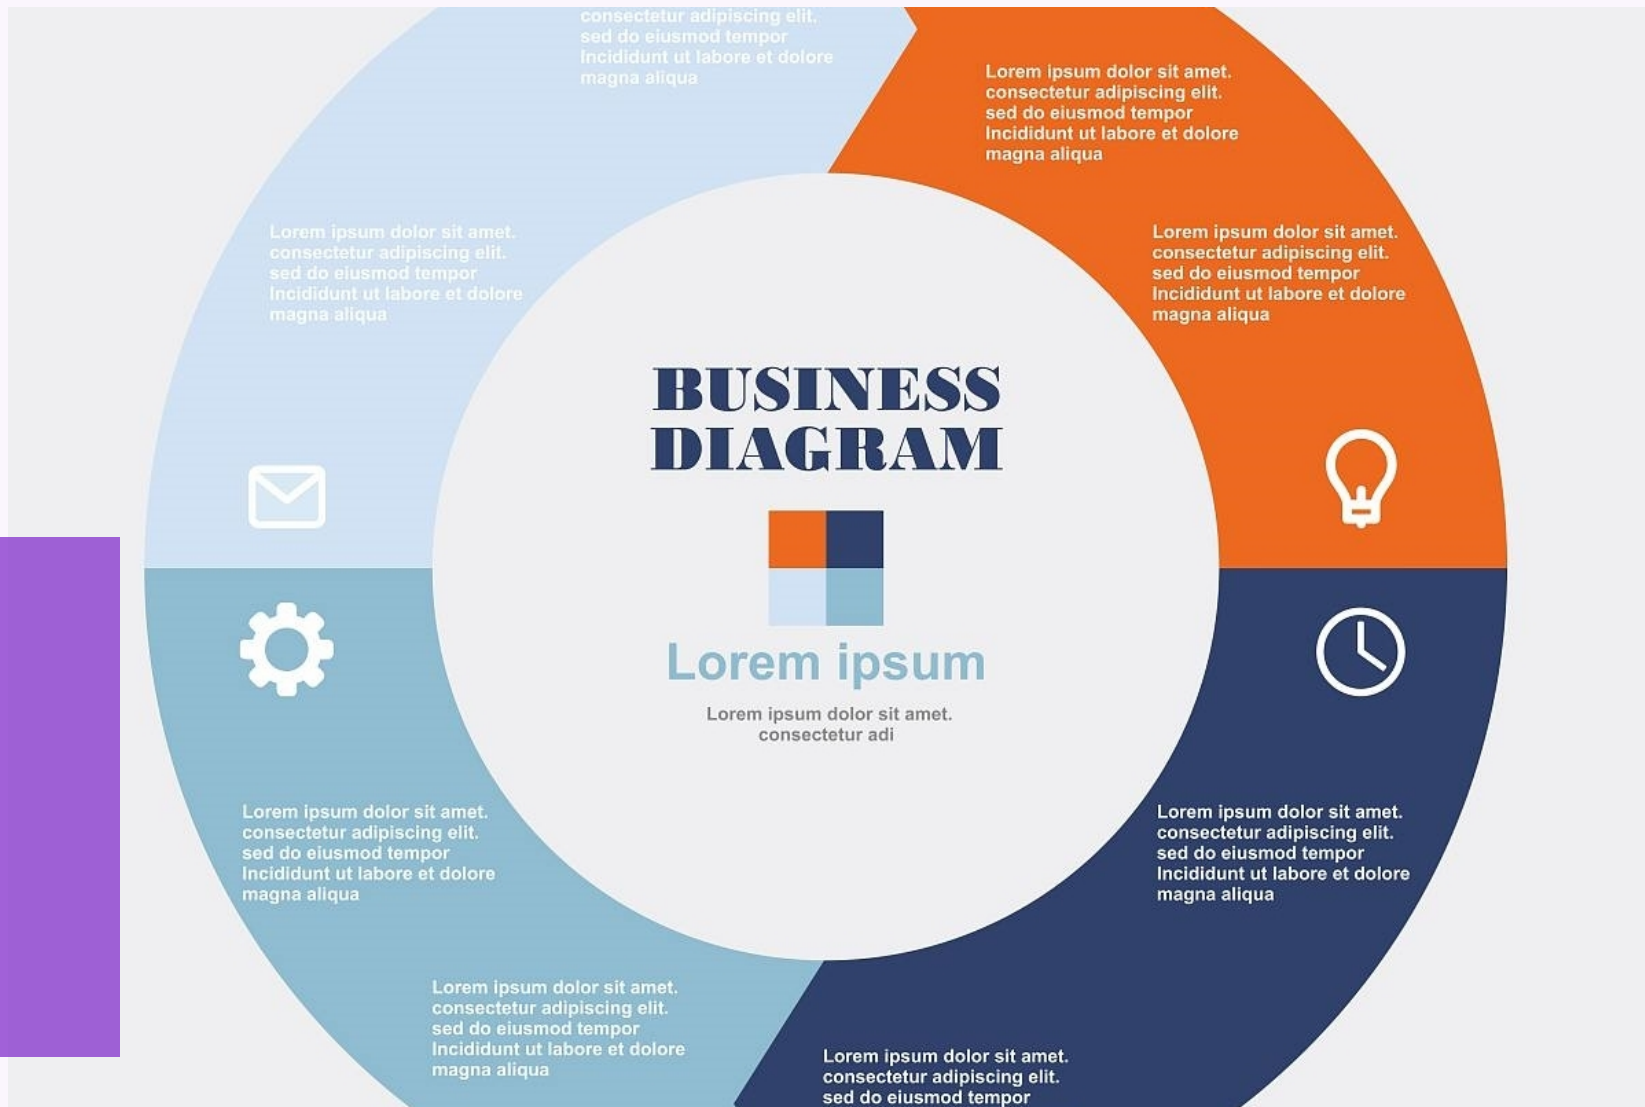 consectetur adipiscing elit.
sed do eiusmod tempor
Incididunt ut labore et dolore
magna aliqua
Lorem ipsum dolor sit amet.
consectetur adipiscing elit.
sed do eiusmod tempor
Incididunt ut labore et dolore
magna aliqua
Lorem ipsum dolor sit amet.
consectetur adipiscing elit.
sed do eiusmod tempor
Incididunt ut labore et dolore
magna aliqua
Lorem ipsum dolor sit amet.
consectetur adipiscing elit.
sed do eiusmod tempor
Incididunt ut labore et dolore
magna aliqua
BUSINESS
DIAGRAM
Lorem ipsum
Lorem ipsum dolor sit amet.
consectetur adi
Lorem ipsum dolor sit amet.
consectetur adipiscing elit.
sed do eiusmod tempor
Incididunt ut labore et dolore
magna aliqua
Lorem ipsum dolor sit amet.
consectetur adipiscing elit.
sed do eiusmod tempor
Incididunt ut labore et dolore
magna aliqua
Lorem ipsum dolor sit amet.
consectetur adipiscing elit.
sed do eiusmod tempor
Incididunt ut labore et dolore
magna aliqua
Lorem ipsum dolor sit amet.
consectetur adipiscing elit.
sed do eiusmod tempor